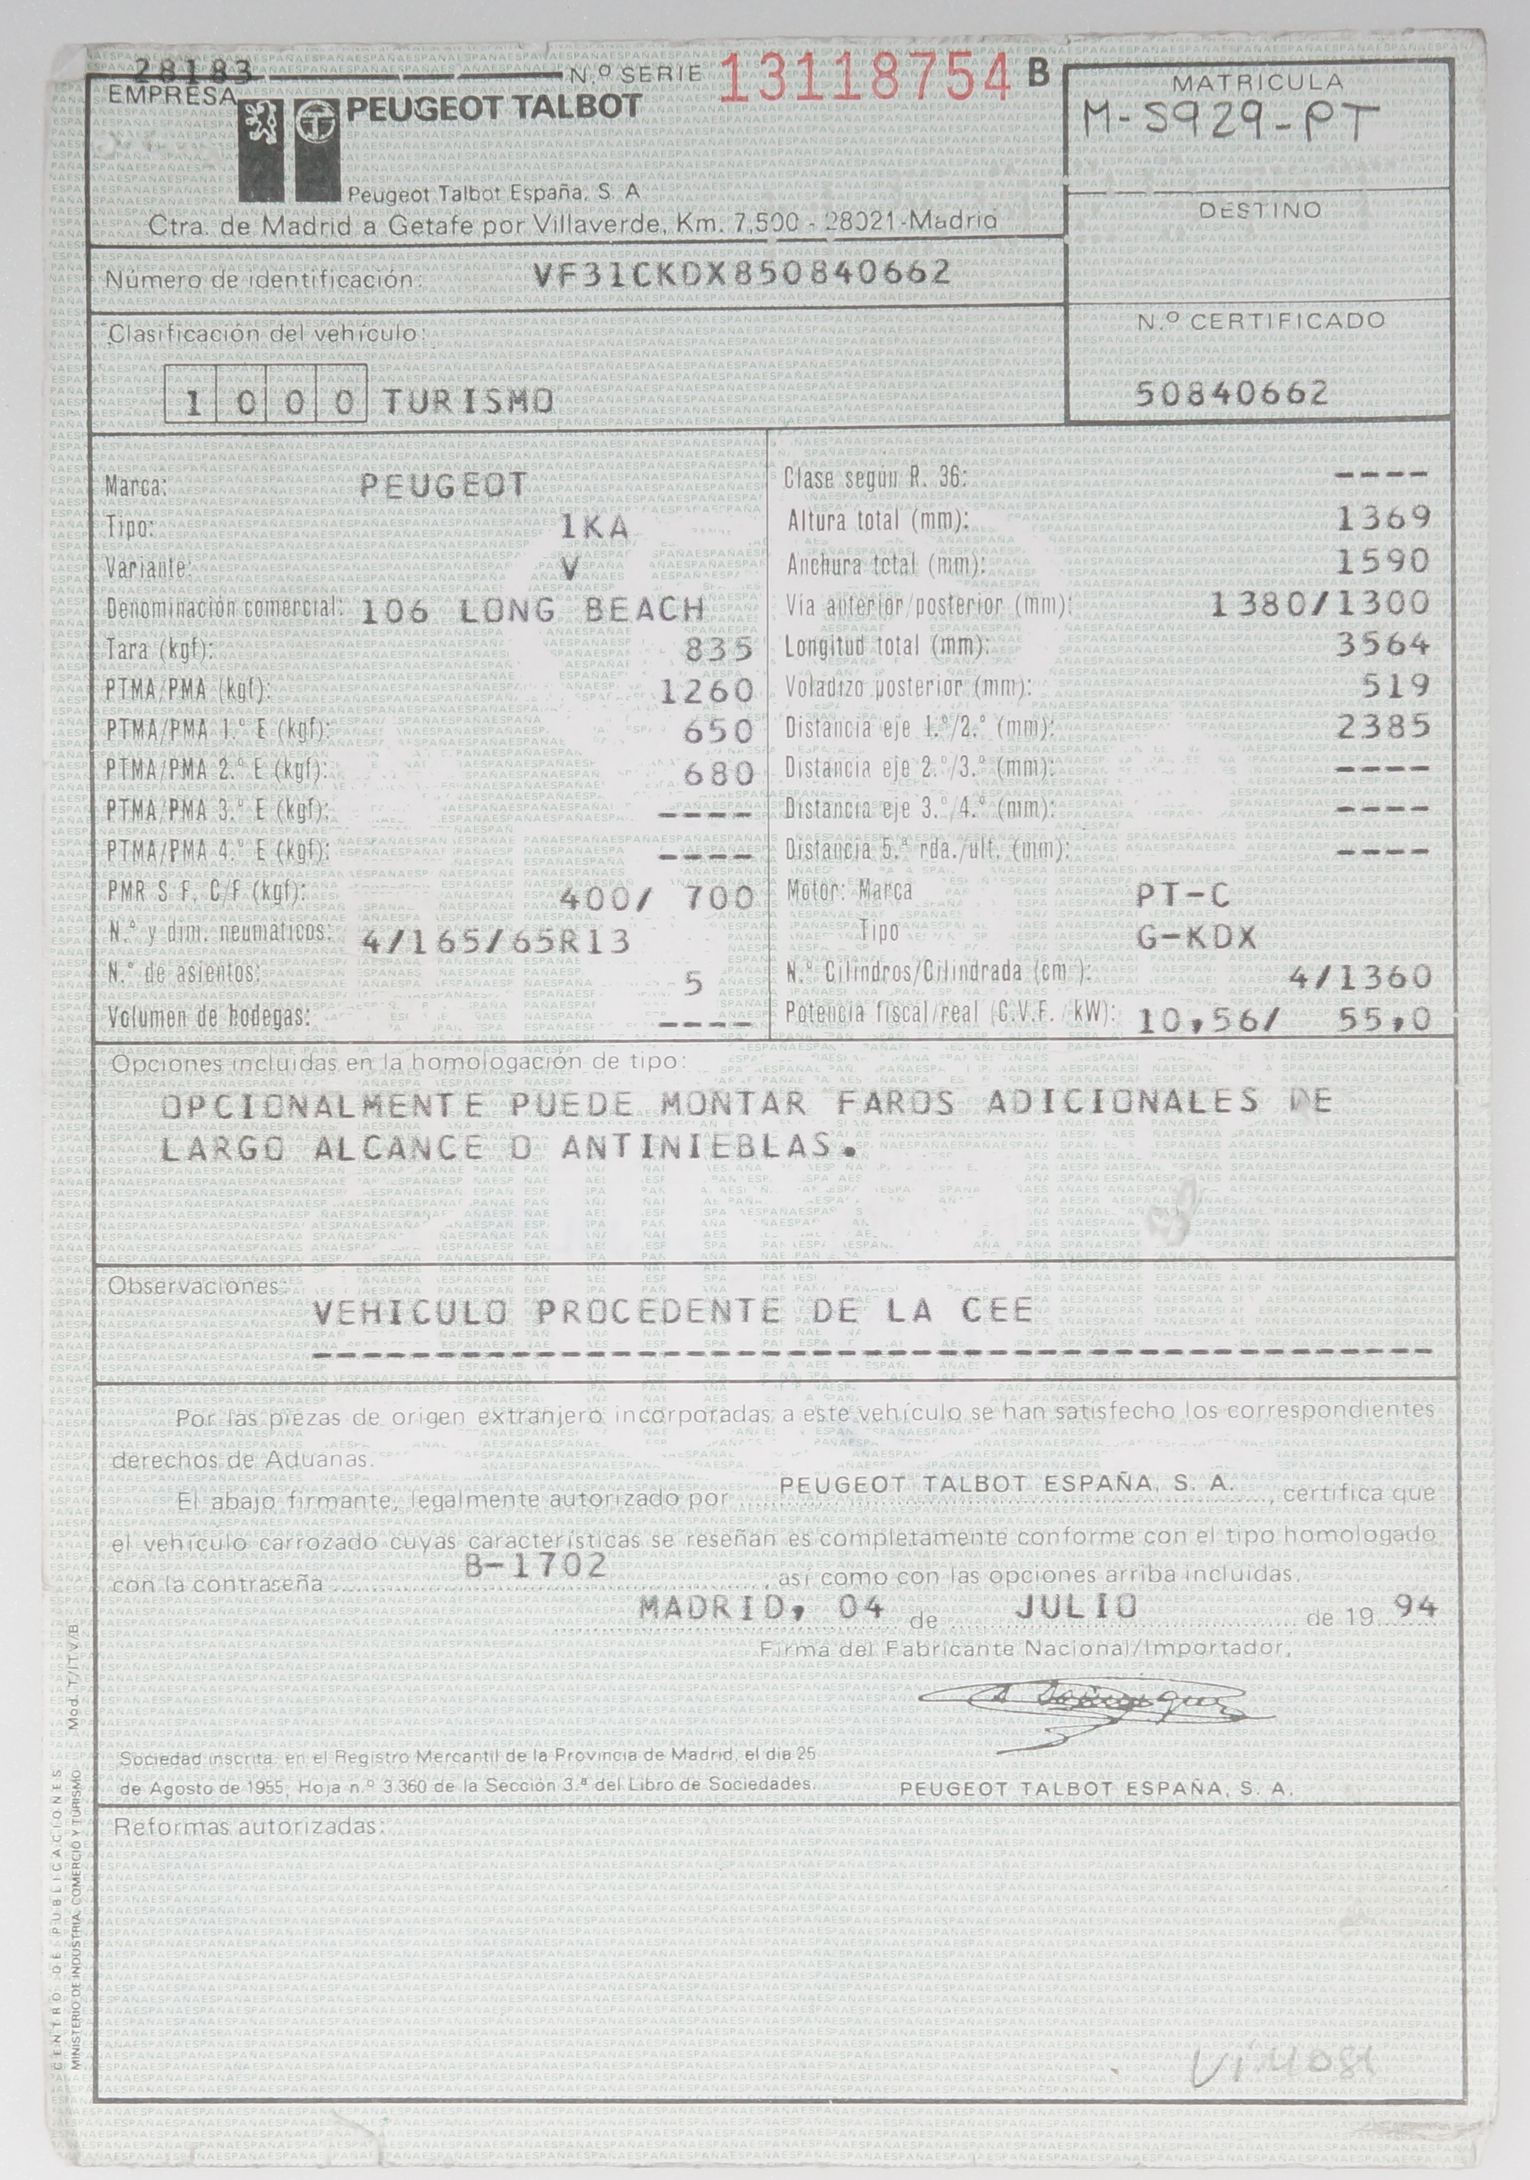 28183
EMPRESA
N.º SERIE 13118754 B
PEUGEOT TALBOT
Peugeot Talbot España, S. A.
Ctra. de Madrid a Getafe por Villaverde, Km. 7,500 - 28021-Madrid
MATRICULA
M-5929-PT
DESTINO
Número de identificación: VF31CKDX850840662
N.º CERTIFICADO
50840662
Clasificación del vehículo:
1 0 0 0 TURISMO
Marca: PEUGEOT
Tipo: 1KA
Variante: V
Denominación comercial: 106 LONG BEACH
Tara (kgf): 835
PTMA/PMA (kgf): 1260
PTMA/PMA 1.º E (kgf): 650
PTMA/PMA 2.º E (kgf): 680
PTMA/PMA 3.º E (kgf): ----
PTMA/PMA 4.º E (kgf): ----
PMR S F. C/F (kgf): 400/ 700
N.º y dim. neumáticos: 4/165/65R13
N.º de asientos: 5
Volumen de bodegas: ----
Clase según R. 36: ----
Altura total (mm): 1369
Anchura total (mm): 1590
Vía anterior/posterior (mm): 1380/1300
Longitud total (mm): 3564
Voladizo posterior (mm): 519
Distancia eje 1.º/2.º (mm): 2385
Distancia eje 2.º/3.º (mm): ----
Distancia eje 3.º/4.º (mm): ----
Distancia 5.ª rda./ult. (mm): ----
Motor: Marca PT-C
Tipo G-KDX
N.º Cilindros/Cilindrada (cm³): 4/1360
Potencia fiscal/real (C.V.F./kW): 10,56/ 55,0
Opciones incluidas en la homologación de tipo:
OPCIONALMENTE PUEDE MONTAR FAROS ADICIONALES DE
LARGO ALCANCE O ANTINIEBLAS.
Observaciones:
VEHICULO PROCEDENTE DE LA CEE
Por las piezas de origen extranjero incorporadas a este vehículo se han satisfecho los correspondientes
derechos de Aduanas.
El abajo firmante, legalmente autorizado por PEUGEOT TALBOT ESPAÑA, S. A., certifica que
el vehículo carrozado cuyas características se reseñan es completamente conforme con el tipo homologado
con la contraseña B-1702, así como con las opciones arriba incluidas.
MADRID, 04 de JULIO de 19 94
Firma del Fabricante Nacional/Importador,
Sociedad inscrita en el Registro Mercantil de la Provincia de Madrid, el día 25
de Agosto de 1955, Hoja n.º 3.360 de la Sección 3.ª del Libro de Sociedades.
PEUGEOT TALBOT ESPAÑA, S. A.
Reformas autorizadas:
CENTRO DE PUBLICACIONES Mod. T/ITV/B
MINISTERIO DE INDUSTRIA, COMERCIO Y TURISMO